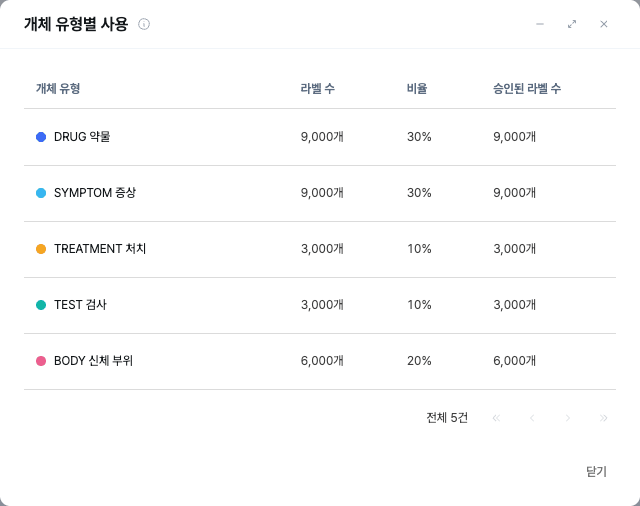 개체 유형별 사용
개체 유형 라벨 수 비율 승인된 라벨 수
DRUG 약물 9,000개 30% 9,000개
SYMPTOM 증상 9,000개 30% 9,000개
TREATMENT 처치 3,000개 10% 3,000개
TEST 검사 3,000개 10% 3,000개
BODY 신체 부위 6,000개 20% 6,000개
전체 5건
닫기